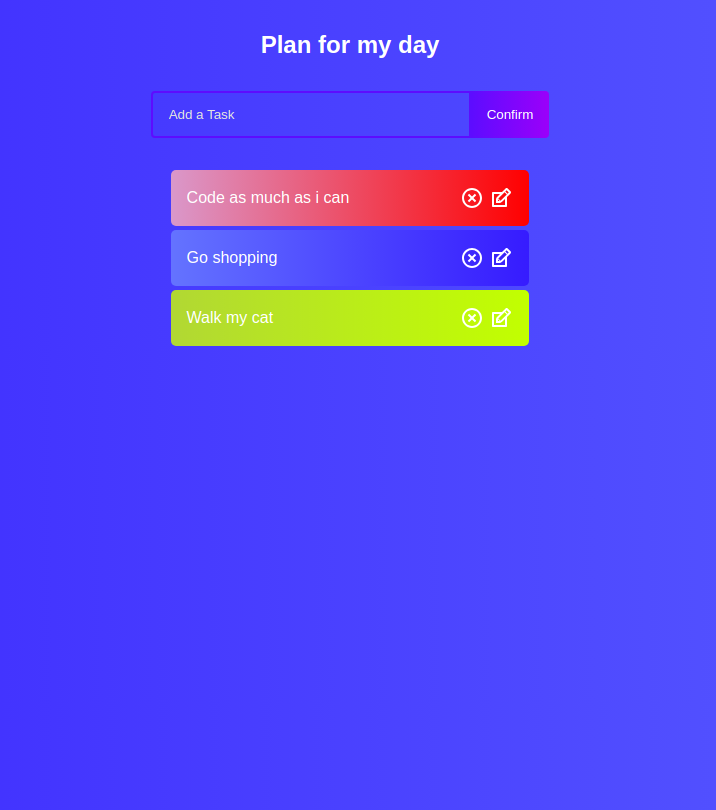 Plan for my day
Add a Task
Confirm
Code as much as i can
Go shopping
Walk my cat